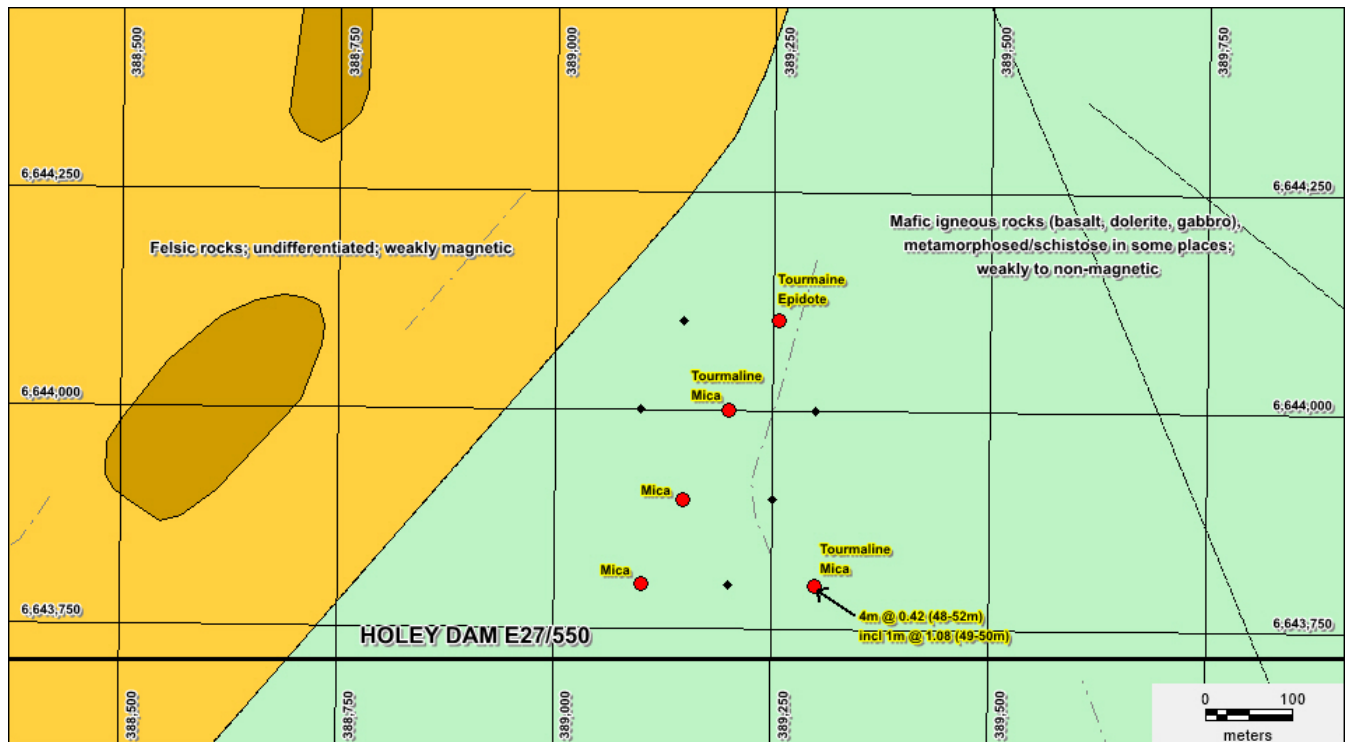 388,500
388,750
389,000
389,250
389,500
389,750
6,644,250
6,644,250
Felsic rocks; undifferentiated; weakly magnetic
Mafic igneous rocks (basalt, dolerite, gabbro),
metamorphosed/schistose in some places;
weakly to non-magnetic
Tourmaine
Epidote
Tourmaline
Mica
6,644,000
6,644,000
Mica
Mica
Tourmaline
Mica
4m @ 0.42 (48-52m)
incl 1m @ 1.08 (49-50m)
6,643,750
6,643,750
HOLEY DAM E27/550
388,500
388,750
389,000
389,250
389,500
0 100
meters